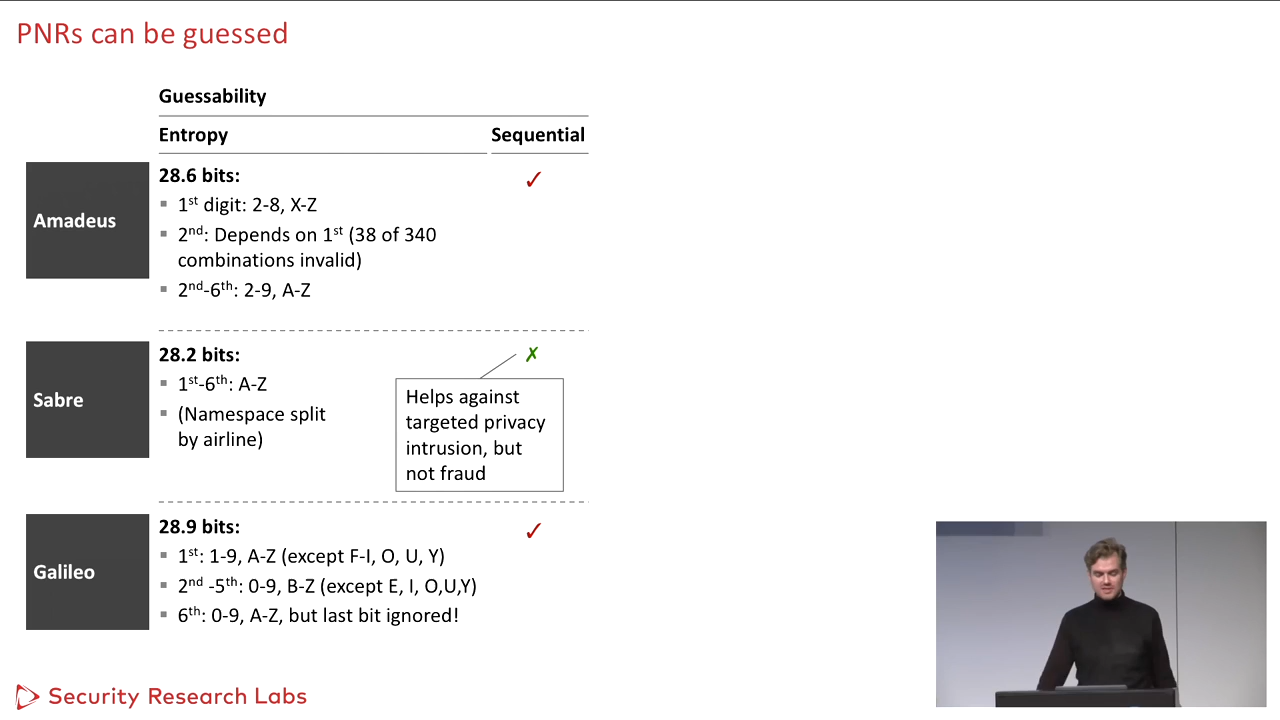 PNRs can be guessed
Guessability
Entropy
Sequential
Amadeus
28.6 bits:
✓
▪ 1st digit: 2-8, X-Z
▪ 2nd: Depends on 1st (38 of 340
combinations invalid)
▪ 2nd-6th: 2-9, A-Z
Sabre
28.2 bits:
✗
▪ 1st-6th: A-Z
▪ (Namespace split
by airline)
Helps against
targeted privacy
intrusion, but
not fraud
Galileo
28.9 bits:
✓
▪ 1st: 1-9, A-Z (except F-I, O, U, Y)
▪ 2nd -5th: 0-9, B-Z (except E, I, O,U,Y)
▪ 6th: 0-9, A-Z, but last bit ignored!
Security Research Labs